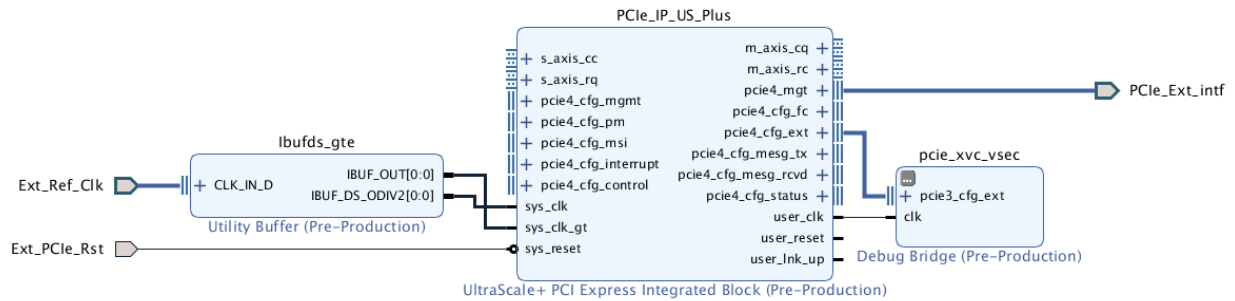 PCIe_IP_US_Plus
s_axis_cc
s_axis_rq
pcie4_cfg_mgmt
pcie4_cfg_pm
pcie4_cfg_msi
pcie4_cfg_interrupt
pcie4_cfg_control
sys_clk
sys_clk_gt
sys_reset
m_axis_cq
m_axis_rc
pcie4_mgt
pcie4_cfg_fc
pcie4_cfg_ext
pcie4_cfg_mesg_tx
pcie4_cfg_mesg_rcvd
pcie4_cfg_status
user_clk
user_reset
user_lnk_up
UltraScale+ PCI Express Integrated Block (Pre-Production)
Ibufds_gte
CLK_IN_D
IBUF_OUT[0:0]
IBUF_DS_ODIV2[0:0]
Utility Buffer (Pre-Production)
Ext_Ref_Clk
Ext_PCIe_Rst
PCIe_Ext_intf
pcie_xvc_vsec
pcie3_cfg_ext
clk
Debug Bridge (Pre-Production)